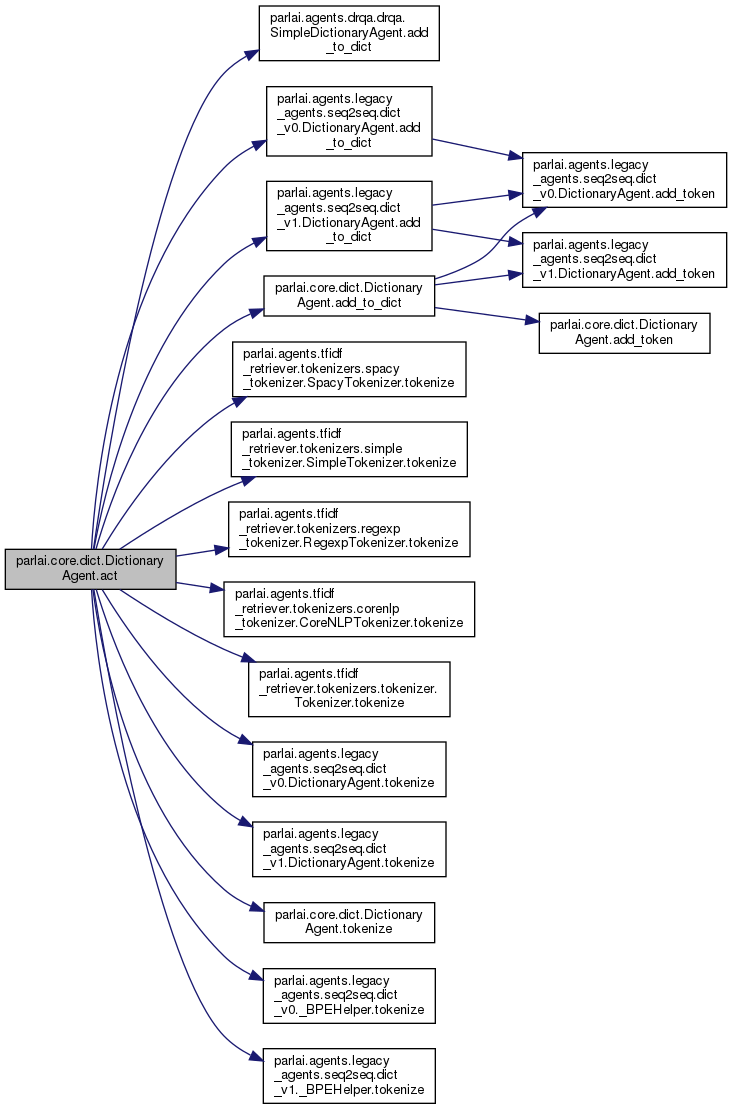 parlai.agents.drqa.drqa.
SimpleDictionaryAgent.add
_to_dict
parlai.agents.legacy
_agents.seq2seq.dict
_v0.DictionaryAgent.add
_to_dict
parlai.agents.legacy
_agents.seq2seq.dict
_v0.DictionaryAgent.add_token
parlai.agents.legacy
_agents.seq2seq.dict
_v1.DictionaryAgent.add
_to_dict
parlai.agents.legacy
_agents.seq2seq.dict
_v1.DictionaryAgent.add_token
parlai.core.dict.Dictionary
Agent.add_to_dict
parlai.core.dict.Dictionary
Agent.add_token
parlai.agents.tfidf
_retriever.tokenizers.spacy
_tokenizer.SpacyTokenizer.tokenize
parlai.agents.tfidf
_retriever.tokenizers.simple
_tokenizer.SimpleTokenizer.tokenize
parlai.agents.tfidf
_retriever.tokenizers.regexp
_tokenizer.RegexpTokenizer.tokenize
parlai.core.dict.Dictionary
Agent.act
parlai.agents.tfidf
_retriever.tokenizers.corenlp
_tokenizer.CoreNLPTokenizer.tokenize
parlai.agents.tfidf
_retriever.tokenizers.tokenizer.
Tokenizer.tokenize
parlai.agents.legacy
_agents.seq2seq.dict
_v0.DictionaryAgent.tokenize
parlai.agents.legacy
_agents.seq2seq.dict
_v1.DictionaryAgent.tokenize
parlai.core.dict.Dictionary
Agent.tokenize
parlai.agents.legacy
_agents.seq2seq.dict
_v0._BPEHelper.tokenize
parlai.agents.legacy
_agents.seq2seq.dict
_v1._BPEHelper.tokenize